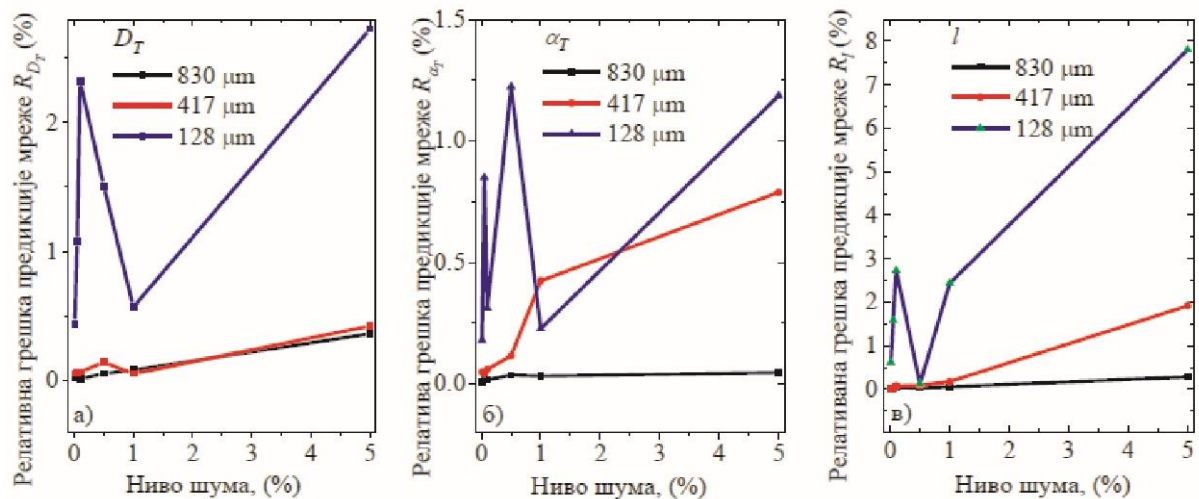 Релативна грешка предикције мреже R_{D_T} (%)
2
1
0
D_T
830 μm
417 μm
128 μm
а)
0 1 2 3 4 5
Ниво шума, (%)
Релативна грешка предикције мреже R_{α_T} (%)
1.5
1.0
0.5
0.0
α_T
830 μm
417 μm
128 μm
б)
0 1 2 3 4 5
Ниво шума, (%)
Релативана грешка предикције мреже R_l (%)
8
7
6
5
4
3
2
1
0
l
830 μm
417 μm
128 μm
в)
0 1 2 3 4 5
Ниво шума, (%)